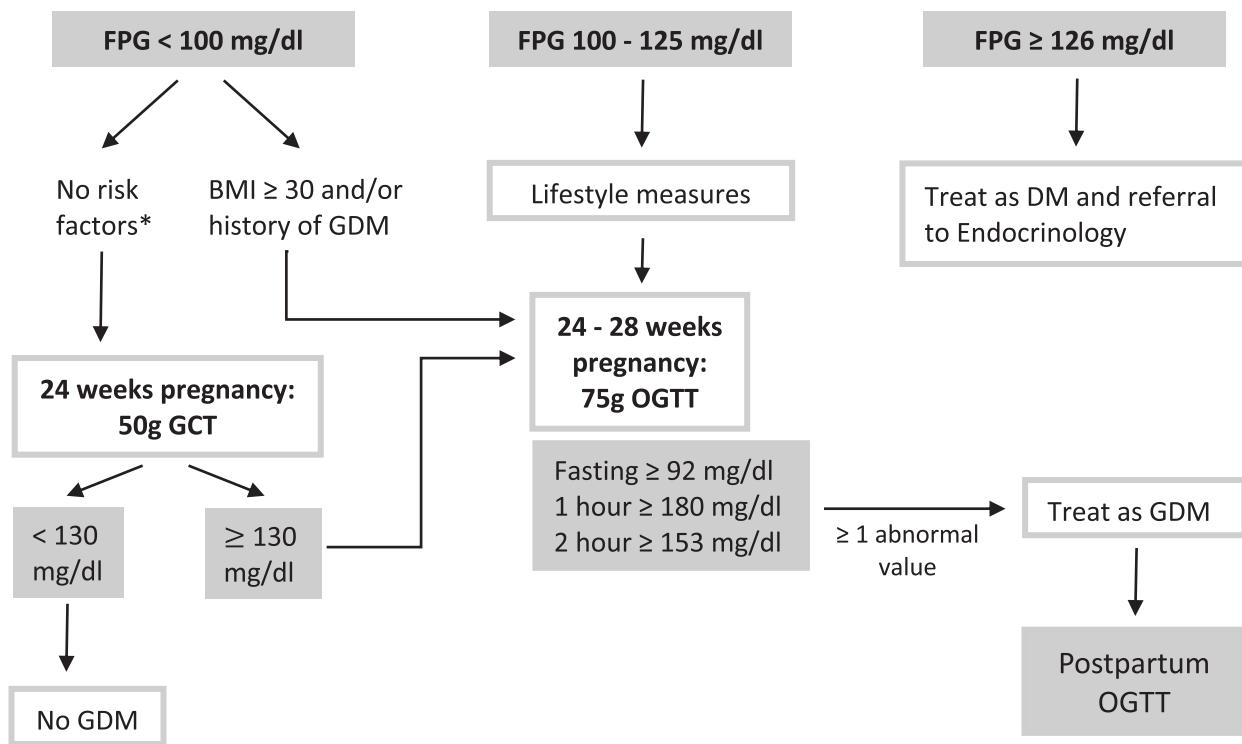 FPG < 100 mg/dl
FPG 100 - 125 mg/dl
FPG ≥ 126 mg/dl
No risk
factors*
BMI ≥ 30 and/or
history of GDM
Lifestyle measures
Treat as DM and referral
to Endocrinology
24 weeks pregnancy:
50g GCT
24 - 28 weeks
pregnancy:
75g OGTT
< 130
mg/dl
≥ 130
mg/dl
Fasting ≥ 92 mg/dl
1 hour ≥ 180 mg/dl
2 hour ≥ 153 mg/dl
≥ 1 abnormal
value
Treat as GDM
No GDM
Postpartum
OGTT